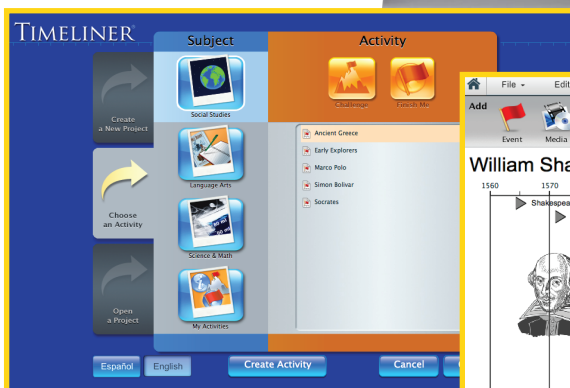 TIMELINER®
Subject
Activity
Create
a New Project
Choose
an Activity
Open
a Project
Social Studies
Language Arts
Science & Math
My Activities
Challenge
Finish Me
Ancient Greece
Early Explorers
Marco Polo
Simon Bolivar
Socrates
Español
English
Create Activity
Cancel
File
Edit
Add
Event
Media
William Sha
1560
1570
Shakespea